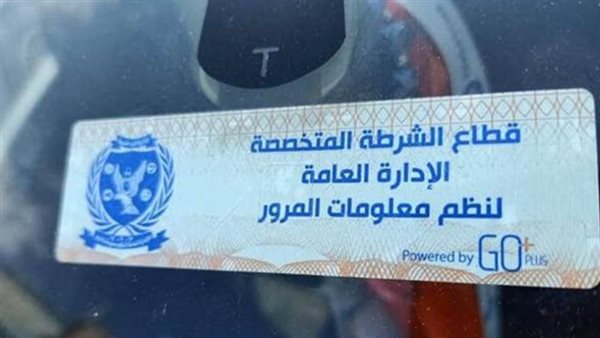 T
قطاع الشرطة المتخصصة
الإدارة العامة
لنظم معلومات المرور
Powered by GO+ PLUS